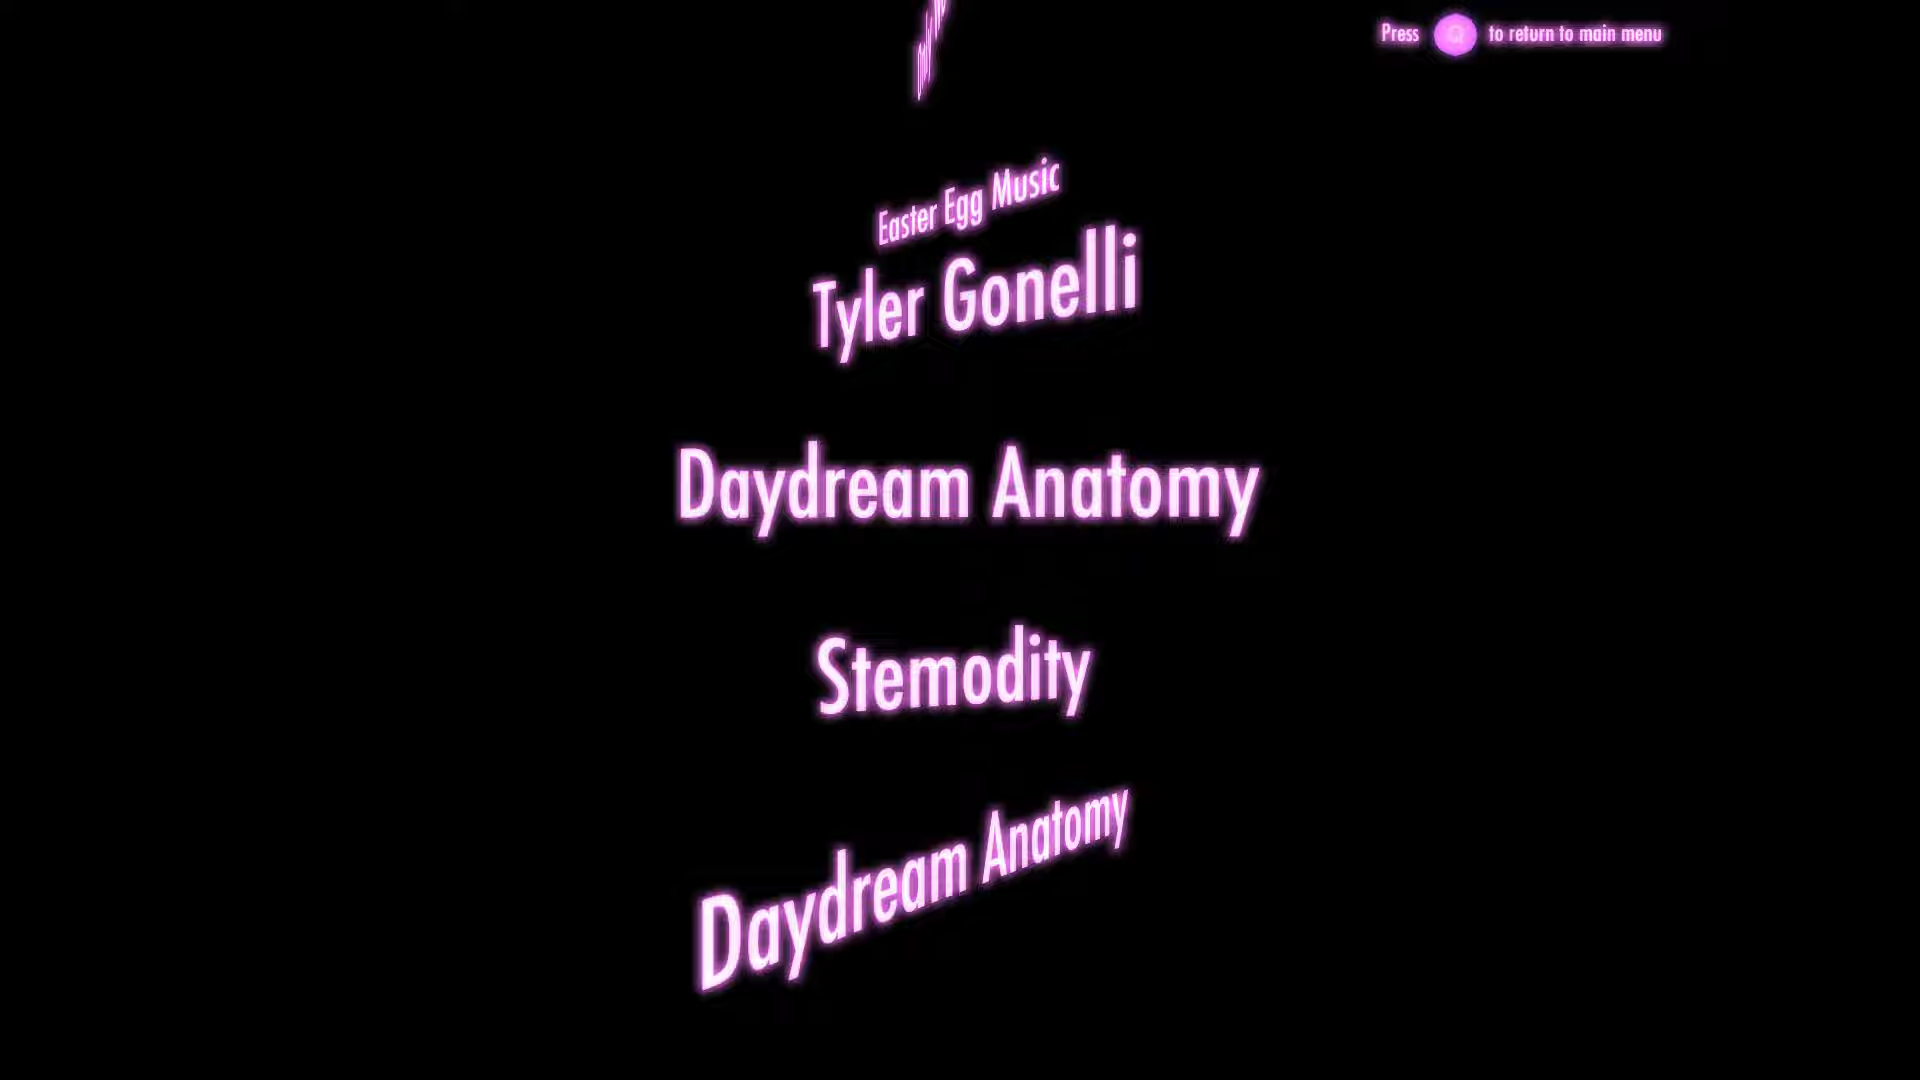 Press Q to return to main menu
Easter Egg Music
Tyler Gonelli
Daydream Anatomy
Stemodity
Daydream Anatomy